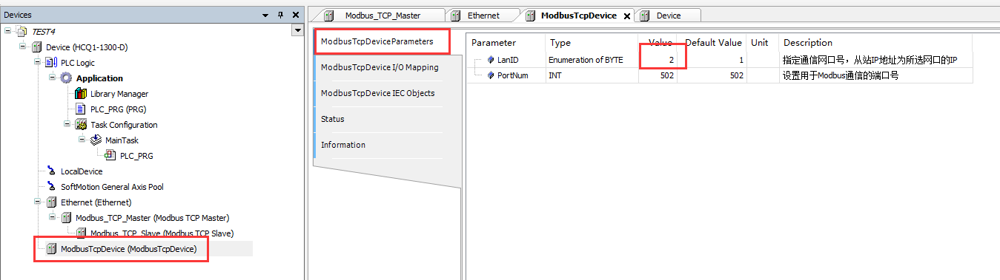 Devices
TEST4
Device (HCQ1-1300-D)
PLC Logic
Application
Library Manager
PLC_PRG (PRG)
Task Configuration
MainTask
PLC_PRG
LocalDevice
SoftMotion General Axis Pool
Ethernet (Ethernet)
Modbus_TCP_Master (Modbus TCP Master)
Modbus_TCP_Slave (Modbus TCP Slave)
ModbusTcpDevice (ModbusTcpDevice)
Modbus_TCP_Master Ethernet ModbusTcpDevice Device
ModbusTcpDeviceParameters
ModbusTcpDevice I/O Mapping
ModbusTcpDevice IEC Objects
Status
Information
Parameter Type Value Default Value Unit Description
LanID Enumeration of BYTE 2 1 指定通信网口号，从站IP地址为所选网口的IP
PortNum INT 502 502 设置用于Modbus通信的端口号